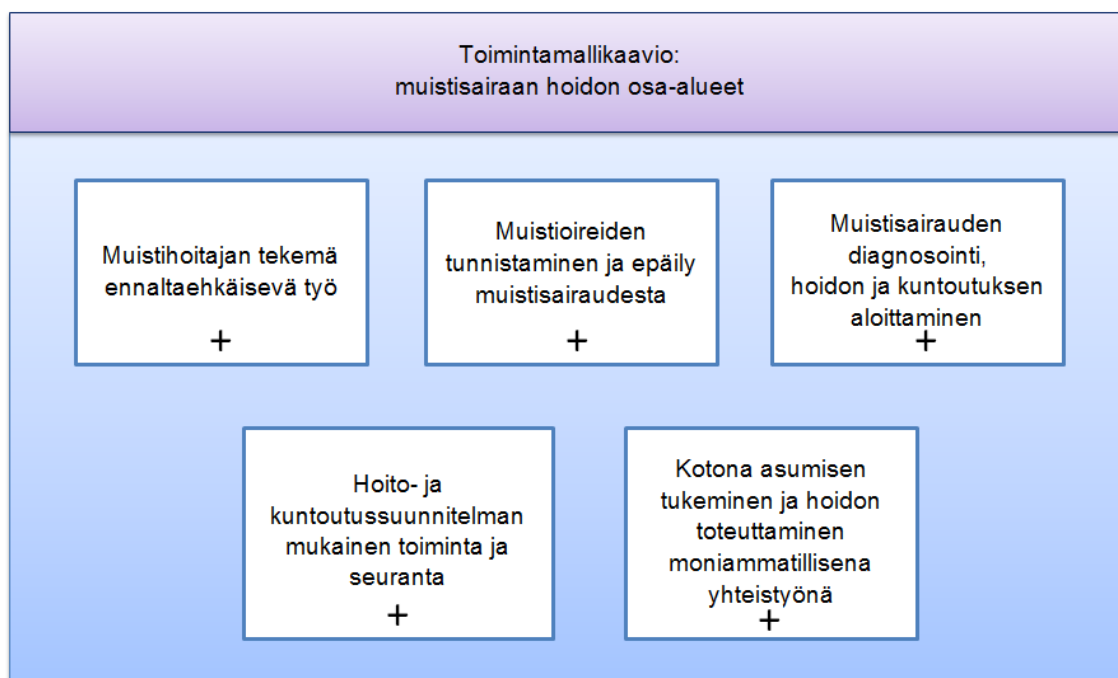 Toimintamallikaavio:
muistisairaan hoidon osa-alueet
Muistihoitajan tekemä
ennaltaehkäisevä työ
+
Muistioireiden
tunnistaminen ja epäily
muistisairaudesta
+
Muistisairauden
diagnosointi,
hoidon ja kuntoutuksen
aloittaminen
+
Hoito- ja
kuntoutussuunnitelman
mukainen toiminta ja
seuranta
+
Kotona asumisen
tukeminen ja hoidon
toteuttaminen
moniammatillisena
yhteistyönä
+